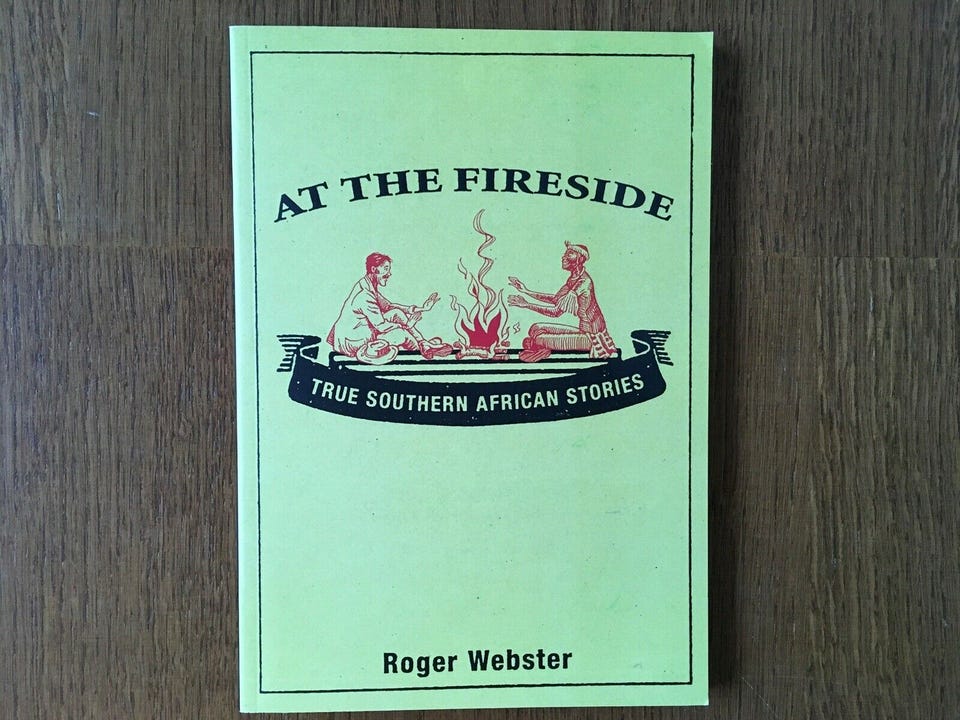 AT THE FIRESIDE
TRUE SOUTHERN AFRICAN STORIES
Roger Webster